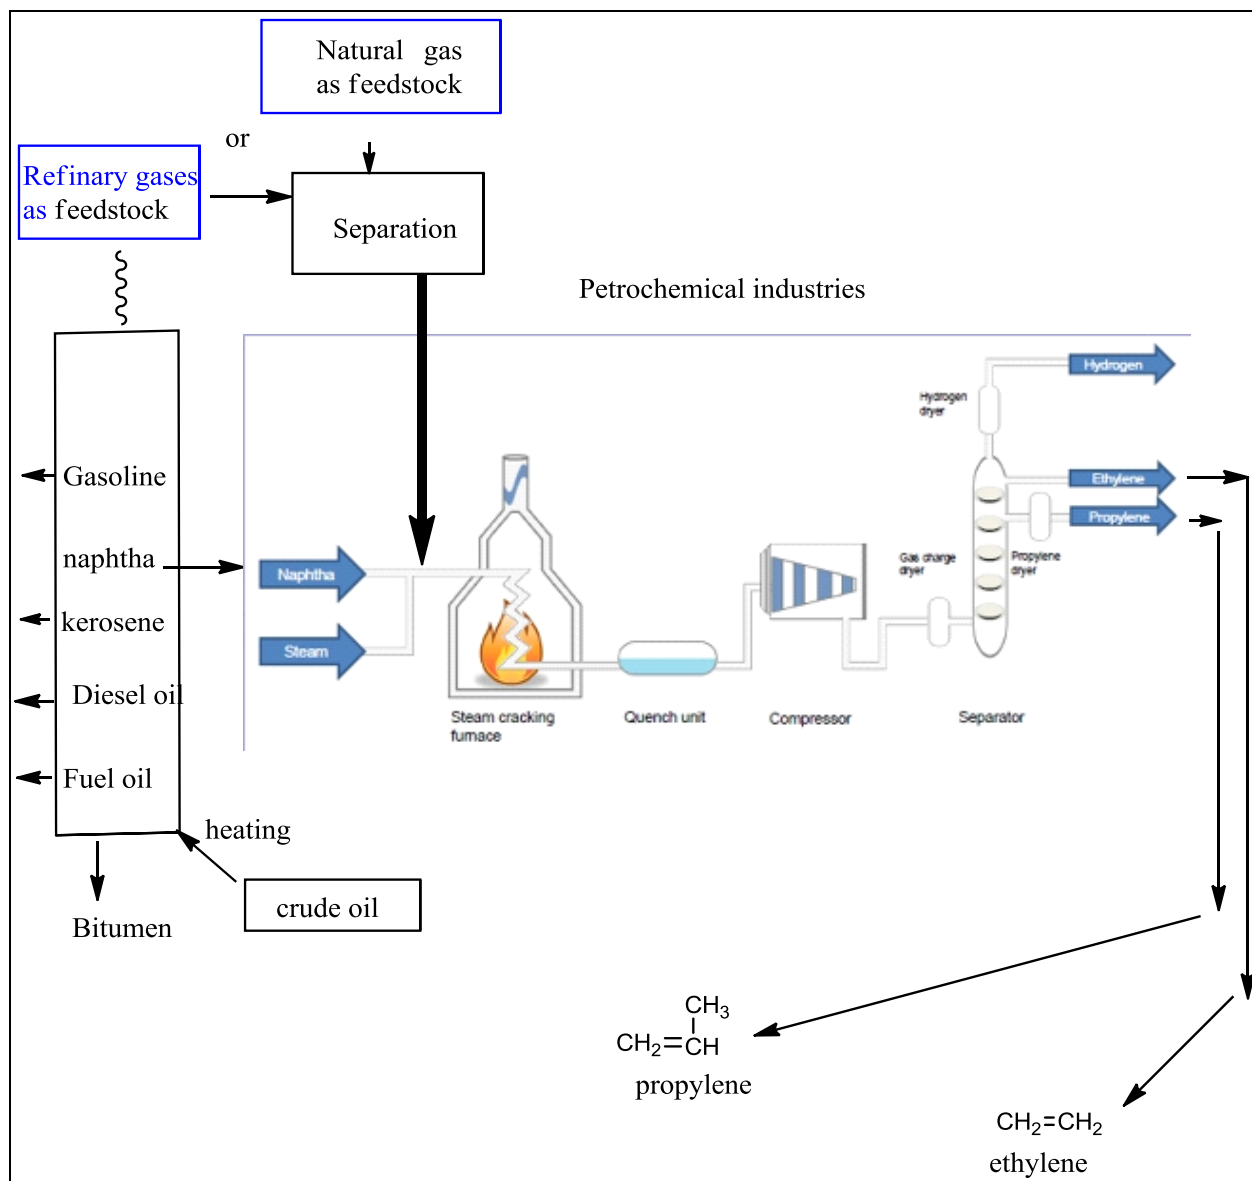 Natural gas
as feedstock
or
Refinary gases
as feedstock
Separation
Petrochemical industries
Hydrogen
Hydrogen
dryer
Gasoline
Ethylene
Propylene
naphtha
Naphtha
Gas charge
dryer
Propylene
dryer
kerosene
Steam
Diesel oil
Steam cracking
furnace
Quench unit
Compressor
Separator
Fuel oil
heating
crude oil
Bitumen
CH3
CH2=CH
propylene
CH2=CH2
ethylene